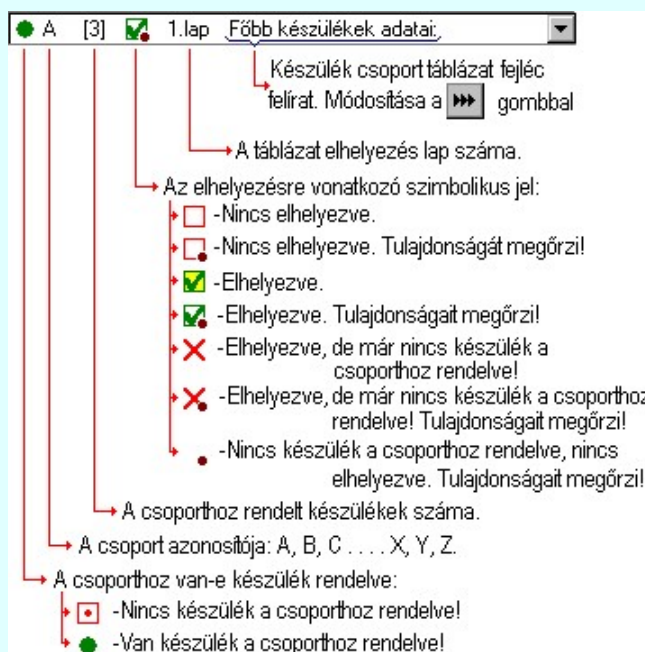 A [3] 1.lap Főbb készülékek adatai:
Készülék csoport táblázat fejléc
felirat. Módosítása a gombbal
A táblázat elhelyezés lap száma.
Az elhelyezésre vonatkozó szimbolikus jel:
-Nincs elhelyezve.
-Nincs elhelyezve. Tulajdonságát megőrzi!
-Elhelyezve.
-Elhelyezve. Tulajdonságait megőrzi!
-Elhelyezve, de már nincs készülék a
csoporthoz rendelve!
-Elhelyezve, de már nincs készülék a csoporthoz
rendelve! Tulajdonságait megőrzi!
-Nincs készülék a csoporthoz rendelve, nincs
elhelyezve. Tulajdonságait megőrzi!
A csoporthoz rendelt készülékek száma.
A csoport azonosítója: A, B, C . . . . X, Y, Z.
A csoporthoz van-e készülék rendelve:
-Nincs készülék a csoporthoz rendelve!
-Van készülék a csoporthoz rendelve!